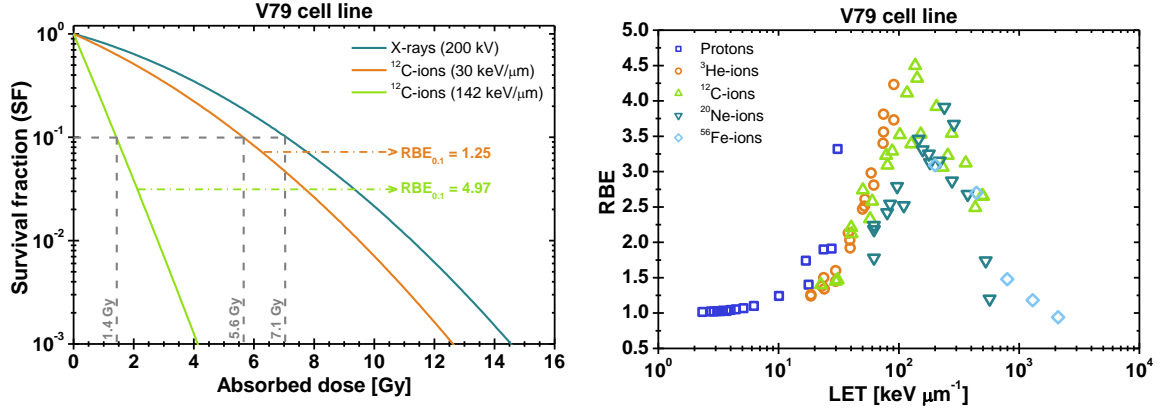 V79 cell line
Survival fraction (SF)
10⁰
10⁻¹
10⁻²
10⁻³
X-rays (200 kV)
¹²C-ions (30 keV/μm)
¹²C-ions (142 keV/μm)
RBE₀.₁ = 1.25
RBE₀.₁ = 4.97
1.4 Gy
5.6 Gy
7.1 Gy
0 2 4 6 8 10 12 14 16
Absorbed dose [Gy]
V79 cell line
RBE
5.0
4.5
4.0
3.5
3.0
2.5
2.0
1.5
1.0
0.5
Protons
³He-ions
¹²C-ions
²⁰Ne-ions
⁵⁶Fe-ions
10⁰ 10¹ 10² 10³ 10⁴
LET [keV μm⁻¹]